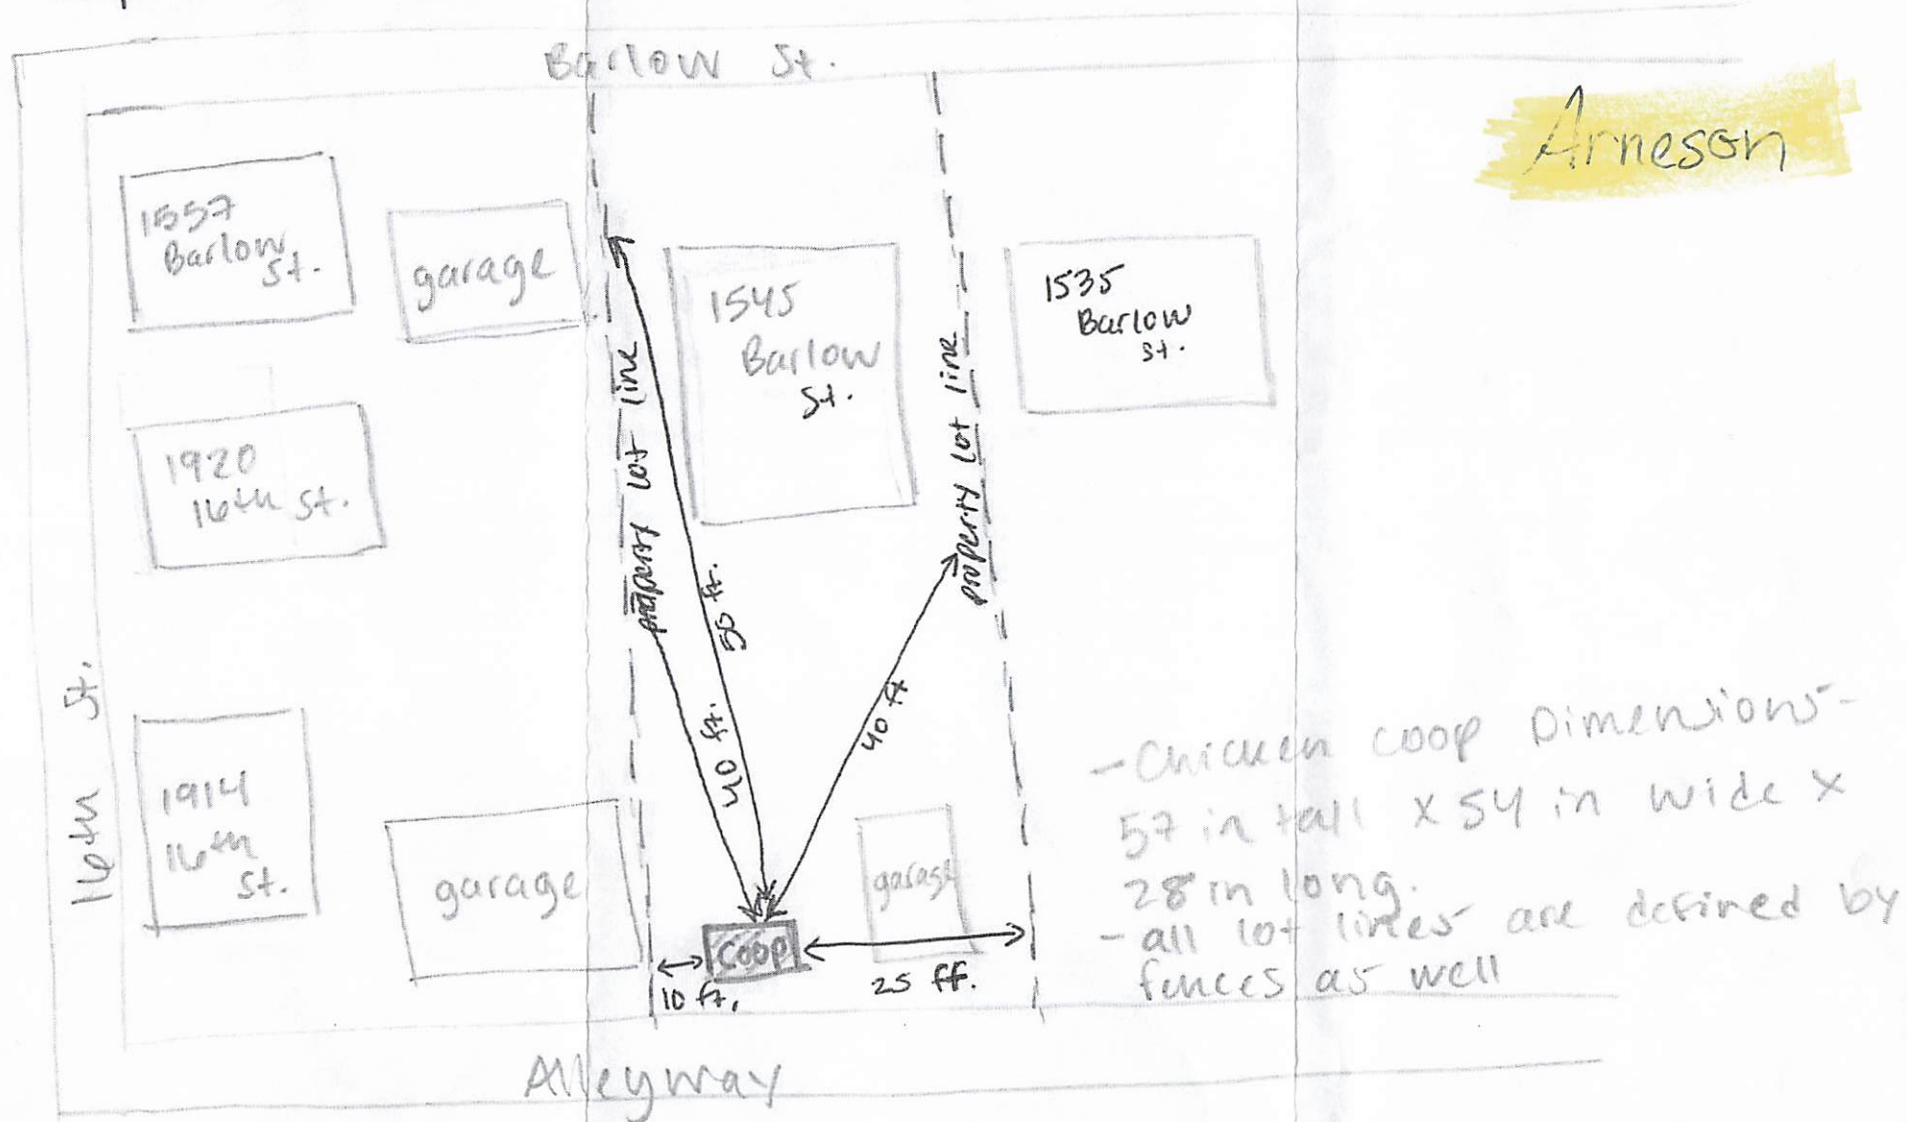 Barlow St.
Arneson
1557
Barlow
St.
garage
1545
Barlow
St.
1535
Barlow
St.
property lot line
property lot line
1920
16th St.
55 ft.
40 ft.
40 ft
16th St.
1914
16th
St.
garage
garage
coop
10 ft.
25 ff.
- Chicken coop Dimensions -
57 in tall x 54 in wide x
28 in long.
- all lot lines are defined by
fences as well
Alleyway